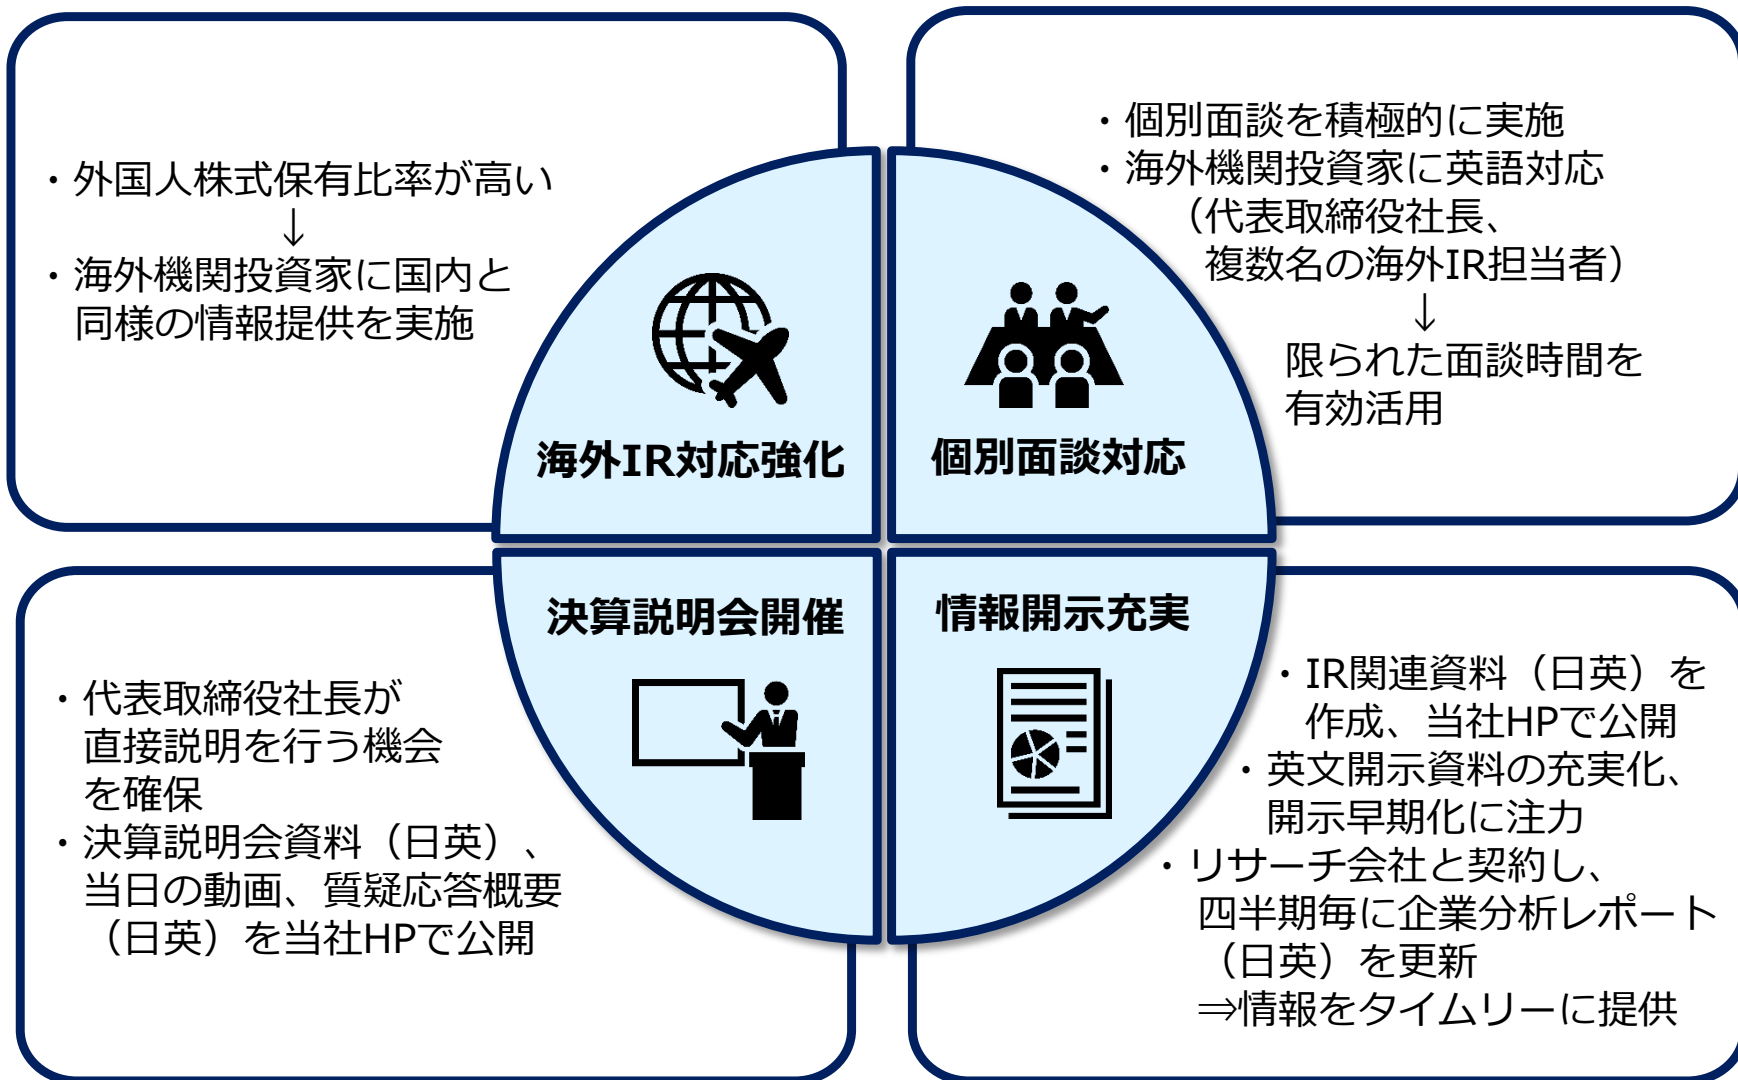 ・外国人株式保有比率が高い
↓
・海外機関投資家に国内と
同様の情報提供を実施
海外IR対応強化
・個別面談を積極的に実施
・海外機関投資家に英語対応
（代表取締役社長、
複数名の海外IR担当者）
↓
限られた面談時間を
有効活用
個別面談対応
決算説明会開催
・代表取締役社長が
直接説明を行う機会
を確保
・決算説明会資料（日英）、
当日の動画、質疑応答概要
（日英）を当社HPで公開
情報開示充実
・IR関連資料（日英）を
作成、当社HPで公開
・英文開示資料の充実化、
開示早期化に注力
・リサーチ会社と契約し、
四半期毎に企業分析レポート
（日英）を更新
⇒情報をタイムリーに提供